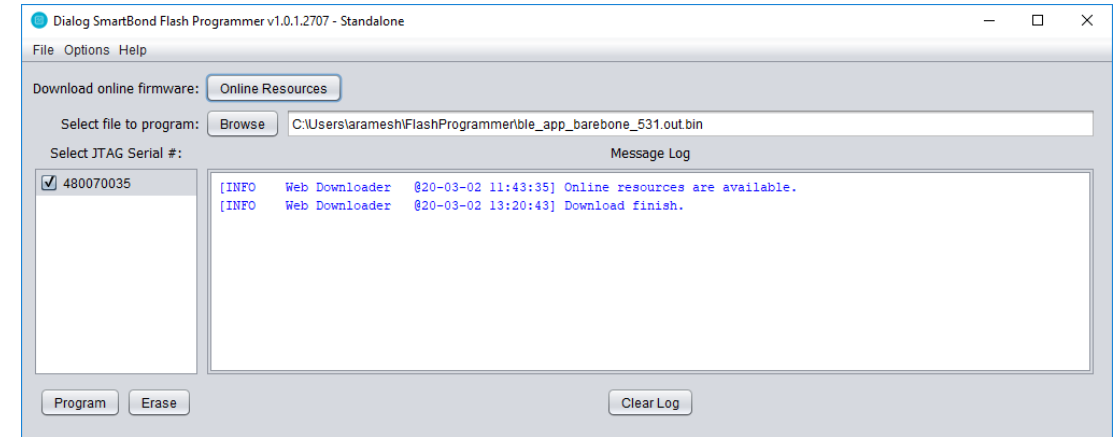 Dialog SmartBond Flash Programmer v1.0.1.2707 - Standalone
File Options Help
Download online firmware: Online Resources
Select file to program: Browse C:\Users\aramesh\FlashProgrammer\ble_app_barebone_531.out.bin
Select JTAG Serial #: Message Log
480070035
[INFO Web Downloader @20-03-02 11:43:35] Online resources are available.
[INFO Web Downloader @20-03-02 13:20:43] Download finish.
Program Erase Clear Log